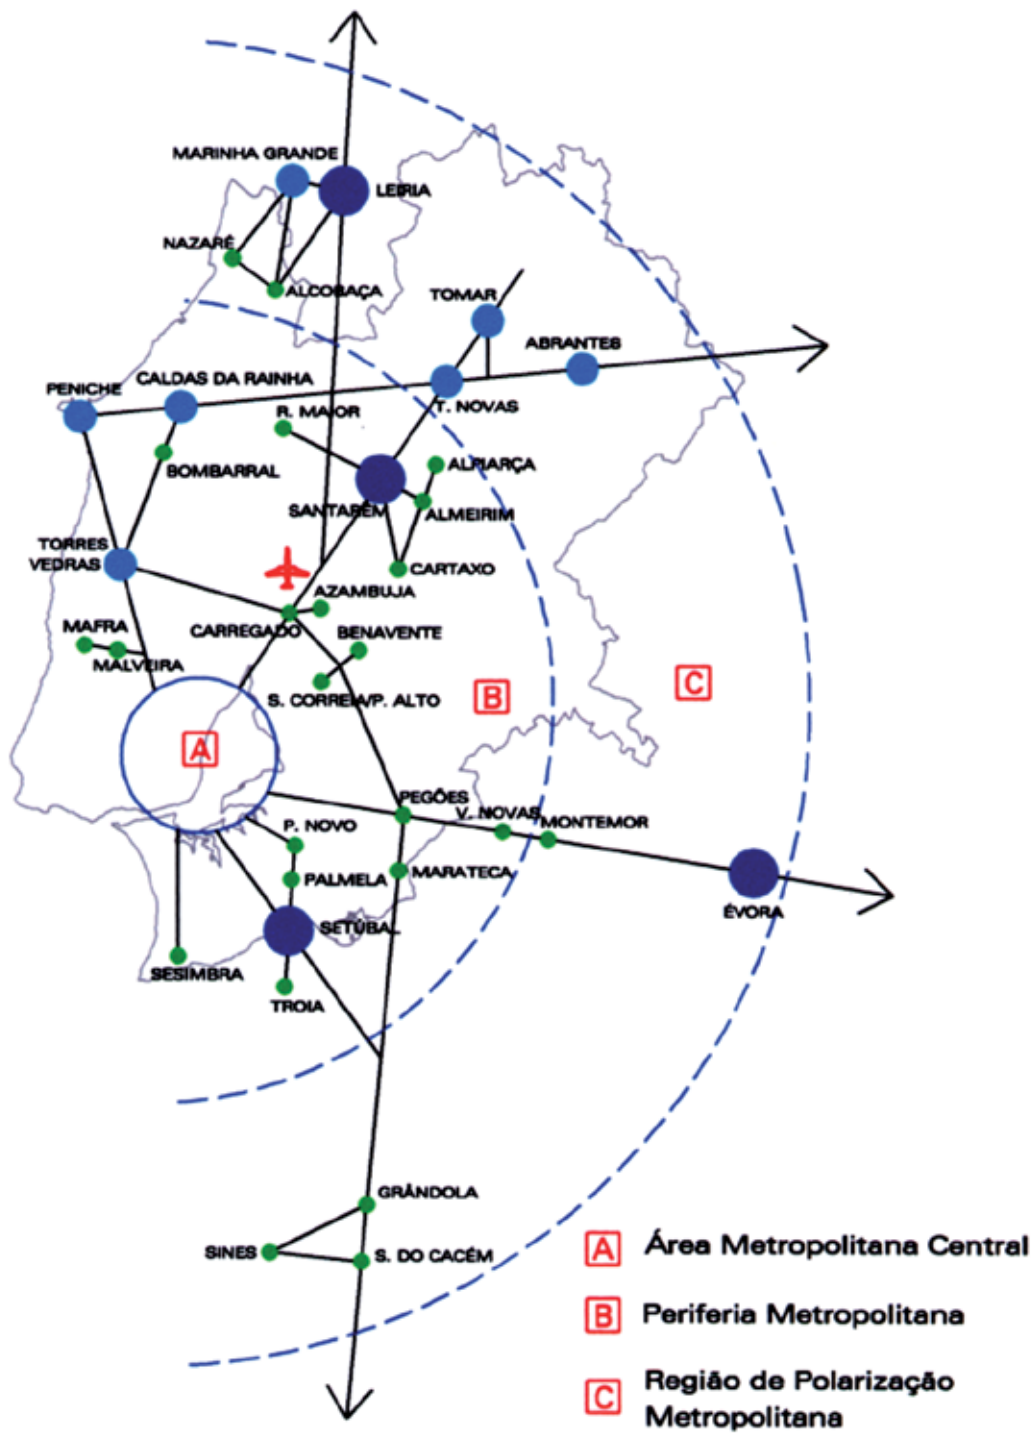 MARINHA GRANDE
LEIRIA
NAZARÉ
ALCOBAÇA
TOMAR
ABRANTES
PENICHE
CALDAS DA RAINHA
T. NOVAS
R. MAIOR
BOMBARRAL
ALPIARÇA
SANTARÉM
ALMEIRIM
TORRES
VEDRAS
CARTAXO
AZAMBUJA
CARREGADO
MAFRA
MALVEIRA
BENAVENTE
S. CORREIA/P. ALTO
B
C
A
PEGÕES
V. NOVAS
MONTEMOR
P. NOVO
PALMELA
MARATECA
ÉVORA
SETÚBAL
SESIMBRA
TROIA
GRÂNDOLA
SINES
S. DO CACÉM
A Área Metropolitana Central
B Periferia Metropolitana
C Região de Polarização
Metropolitana